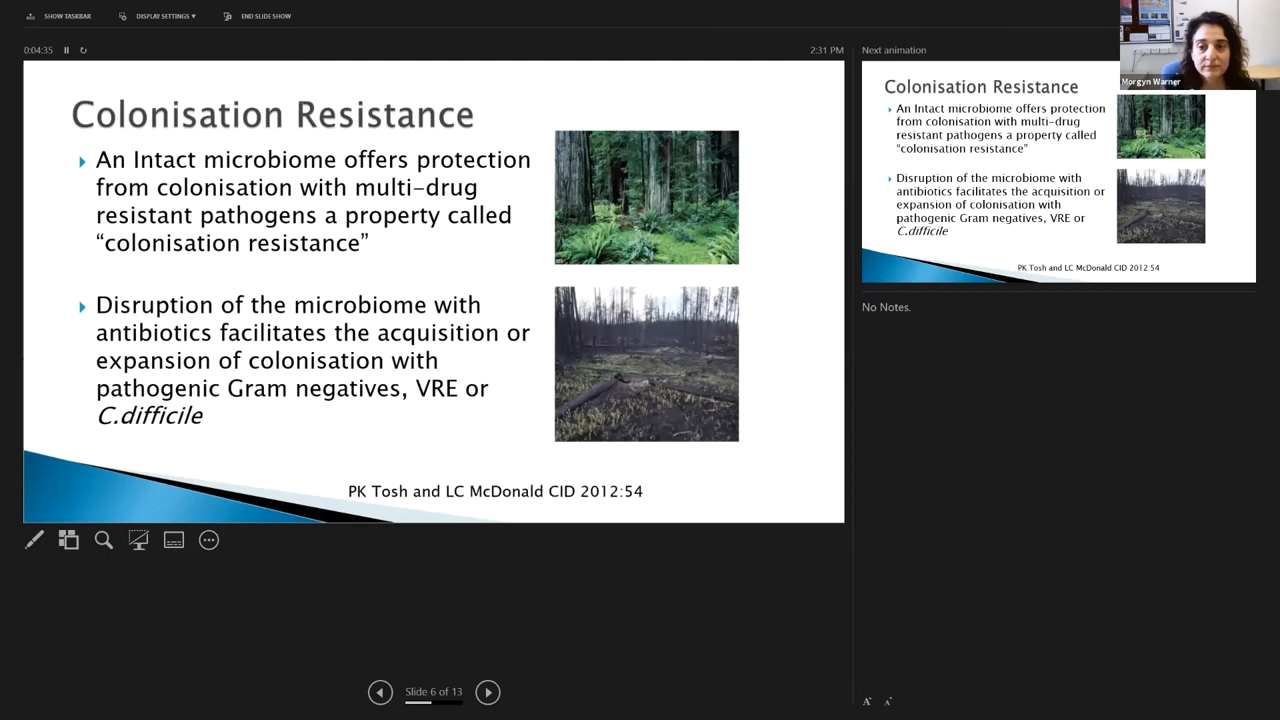 SHOW TASKBAR
DISPLAY SETTINGS ▼
END SLIDE SHOW
0:04:35
2:31 PM
Colonisation Resistance
An Intact microbiome offers protection
from colonisation with multi-drug
resistant pathogens a property called
“colonisation resistance”
Disruption of the microbiome with
antibiotics facilitates the acquisition or
expansion of colonisation with
pathogenic Gram negatives, VRE or
C.difficile
PK Tosh and LC McDonald CID 2012:54
Slide 6 of 13
Next animation
Morgyn Warner
Colonisation Resistance
An Intact microbiome offers protection
from colonisation with multi-drug
resistant pathogens a property called
“colonisation resistance”
Disruption of the microbiome with
antibiotics facilitates the acquisition or
expansion of colonisation with
pathogenic Gram negatives, VRE or
C.difficile
PK Tosh and LC McDonald CID 2012:54
No Notes.
A A